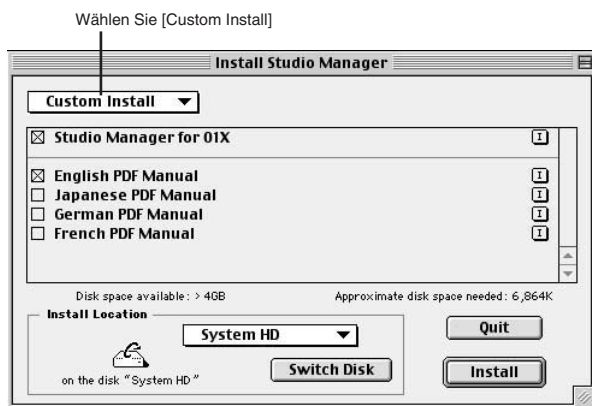 Wählen Sie [Custom Install]
Install Studio Manager
Custom Install
Studio Manager for 01X
I
English PDF Manual
I
Japanese PDF Manual
I
German PDF Manual
I
French PDF Manual
I
Disk space available: > 4GB
Approximate disk space needed: 6,864K
Install Location
System HD
Quit
on the disk "System HD"
Switch Disk
Install